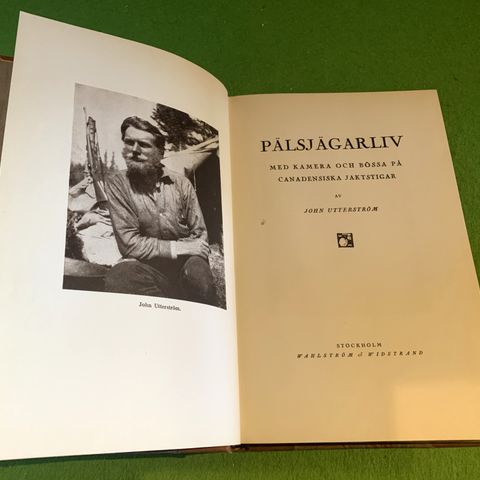 John Utterström.
PÄLSJÄGARLIV
MED KAMERA OCH BÖSSA PÅ
CANADENSISKA JAKTSTIGAR
AV
JOHN UTTERSTRÖM
STOCKHOLM
WAHLSTRÖM & WIDSTRAND